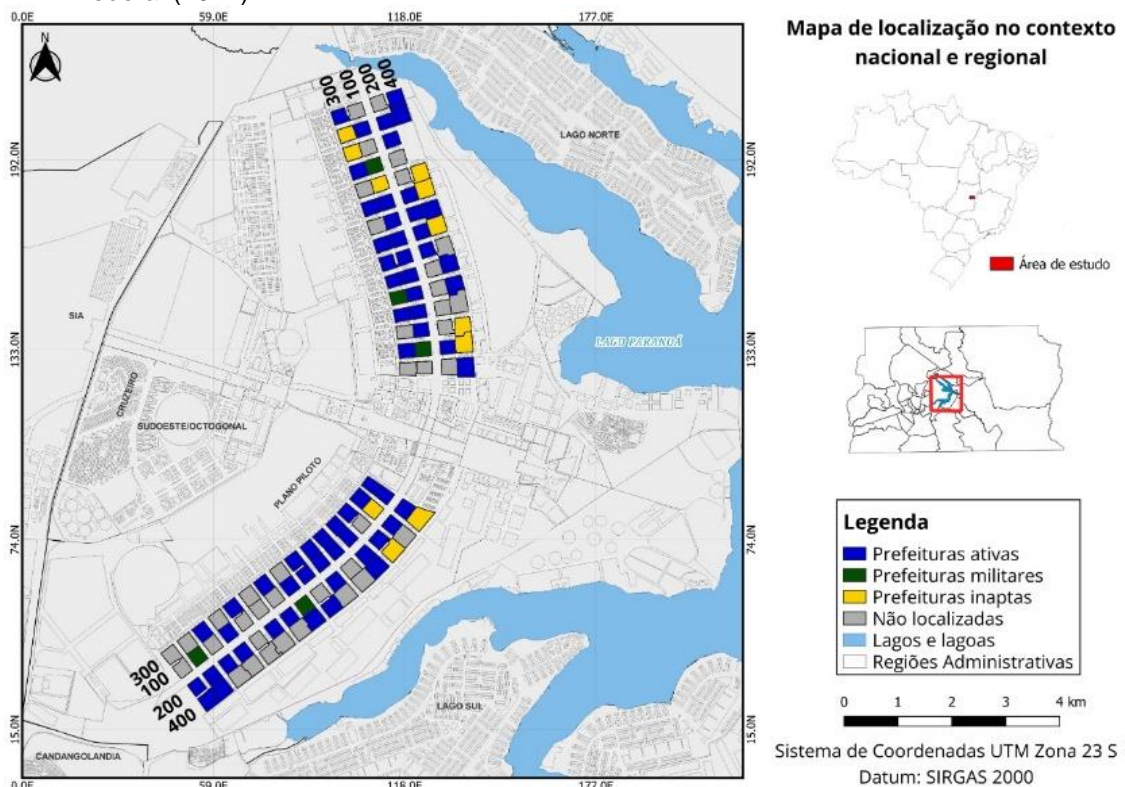 0.0E
59.0E
118.0E
177.0E
Mapa de localização no contexto
nacional e regional
N
300
100
200
400
LAGO NORTE
192.0N
192.0N
Área de estudo
SIA
LAGO PARANOÁ
133.0N
133.0N
CRUZEIRO
SUDOESTE/OCTOGONAL
PLANO PILOTO
74.0N
74.0N
Legenda
Prefeituras ativas
Prefeituras militares
Prefeituras inaptas
Não localizadas
Lagos e lagoas
Regiões Administrativas
300
100
200
400
0 1 2 3 4 km
LAGO SUL
15.0N
15.0N
CANDANGOLANDIA
Sistema de Coordenadas UTM Zona 23 S
Datum: SIRGAS 2000
0.0E
59.0E
118.0E
177.0E